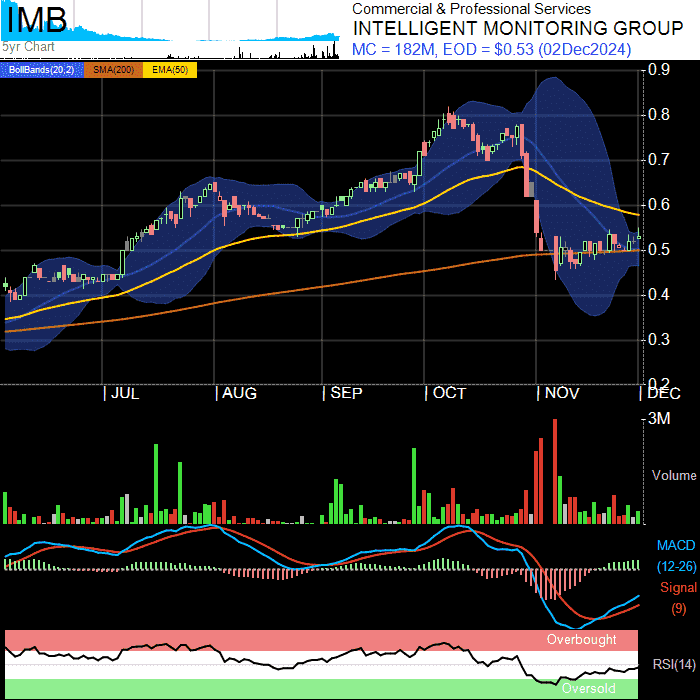 IMB
5yr Chart
Commercial & Professional Services
INTELLIGENT MONITORING GROUP
MC = 182M, EOD = $0.53 (02Dec2024)
BollBands(20,2) SMA(200) EMA(50)
0.9
0.8
0.7
0.6
0.5
0.4
0.3
0.2
JUL AUG SEP OCT NOV DEC
3M
Volume
MACD
(12-26)
Signal
(9)
Overbought
RSI(14)
Oversold